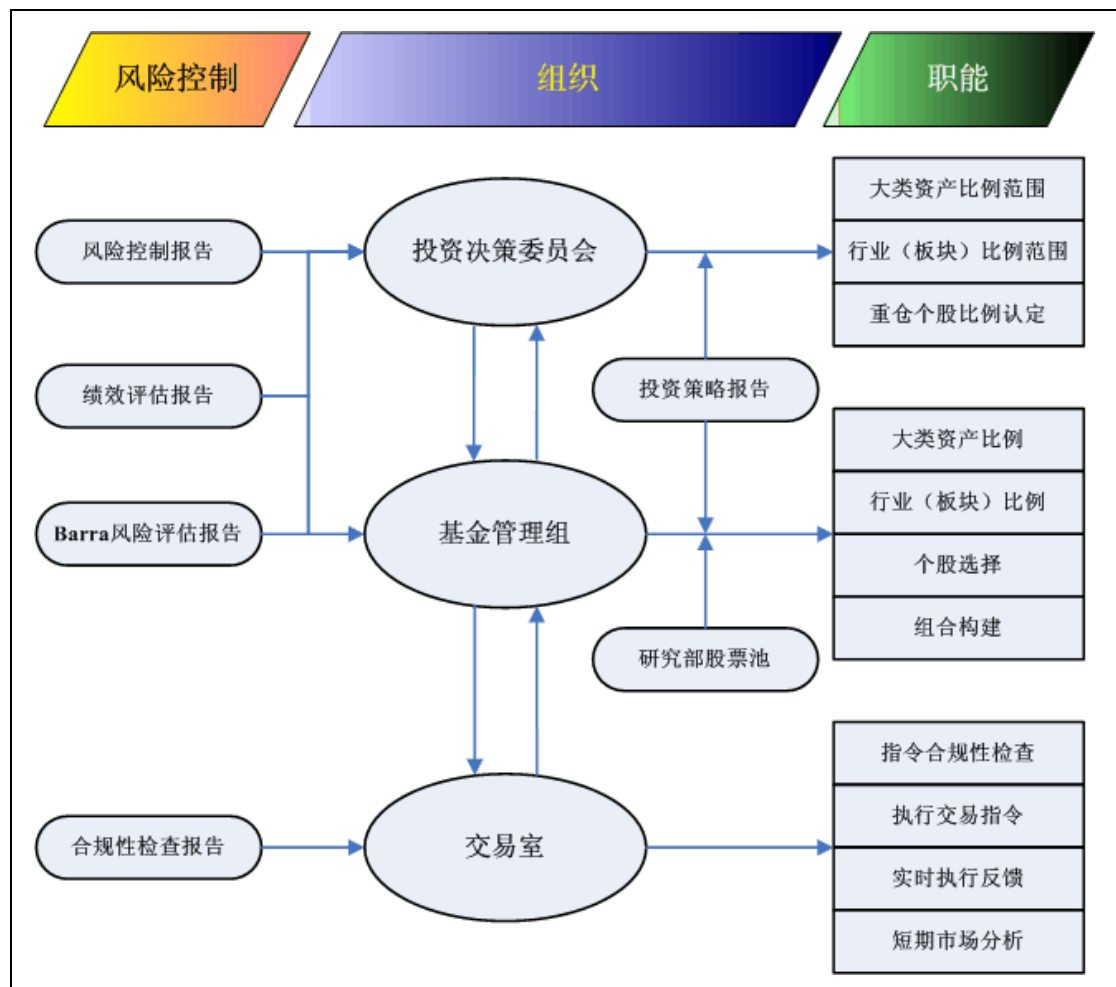 风险控制
组织
职能
大类资产比例范围
风险控制报告
投资决策委员会
行业（板块）比例范围
重仓个股比例认定
绩效评估报告
投资策略报告
大类资产比例
行业（板块）比例
Barra风险评估报告
基金管理组
个股选择
组合构建
研究部股票池
指令合规性检查
执行交易指令
合规性检查报告
交易室
实时执行反馈
短期市场分析